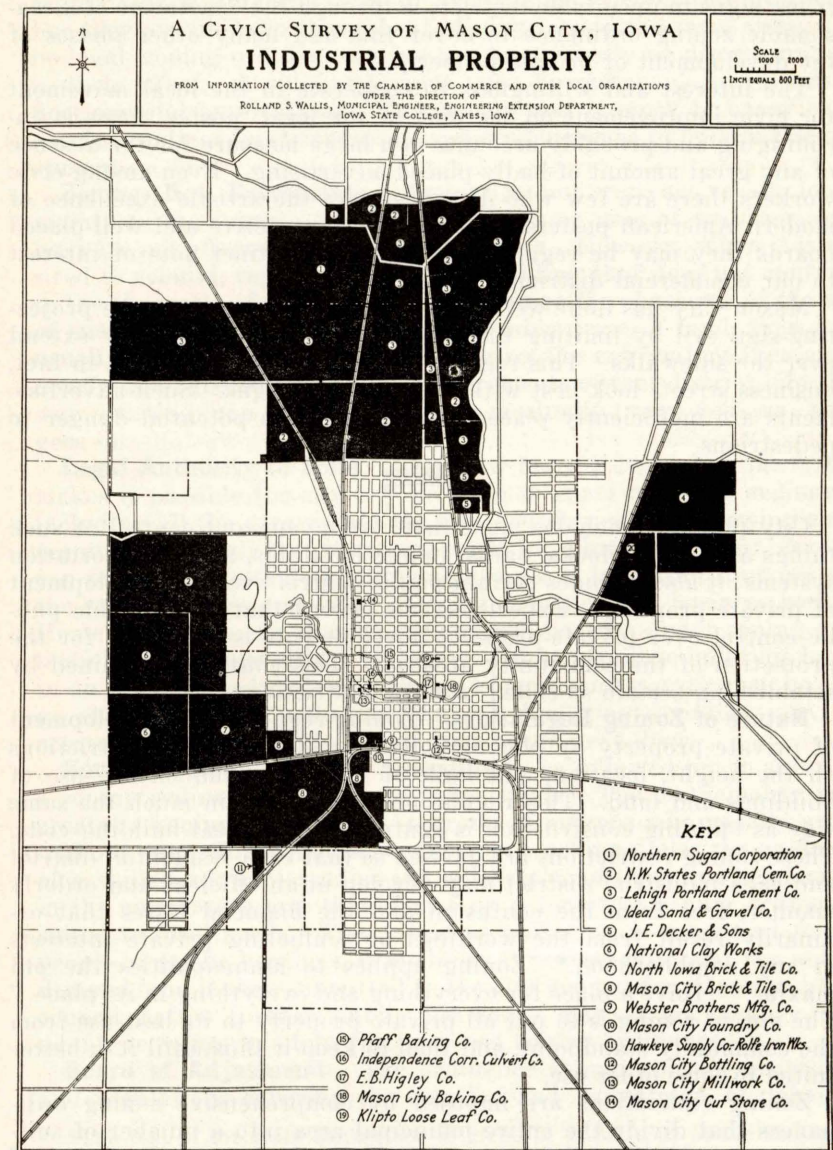 A Civic Survey of Mason City, Iowa
INDUSTRIAL PROPERTY
From Information Collected by the Chamber of Commerce and other Local Organizations
under the direction of
Rolland S. Wallis, Municipal Engineer, Engineering Extension Department,
Iowa State College, Ames, Iowa
N
Scale
0 1000 2000
1 Inch equals 3000 Feet
KEY
① Northern Sugar Corporation
② N.W. States Portland Cem. Co.
③ Lehigh Portland Cement Co.
④ Ideal Sand & Gravel Co.
⑤ J.E. Decker & Sons
⑥ National Clay Works
⑦ North Iowa Brick & Tile Co.
⑧ Mason City Brick & Tile Co.
⑨ Webster Brothers Mfg. Co.
⑩ Mason City Foundry Co.
⑪ Hawkeye Supply Co-Rolfe Iron Wks.
⑫ Mason City Bottling Co.
⑬ Mason City Millwork Co.
⑭ Mason City Cut Stone Co.
⑮ Pfaff Baking Co.
⑯ Independence Corr. Culvert Co.
⑰ E.B. Higley Co.
⑱ Mason City Baking Co.
⑲ Klipto Loose Leaf Co.